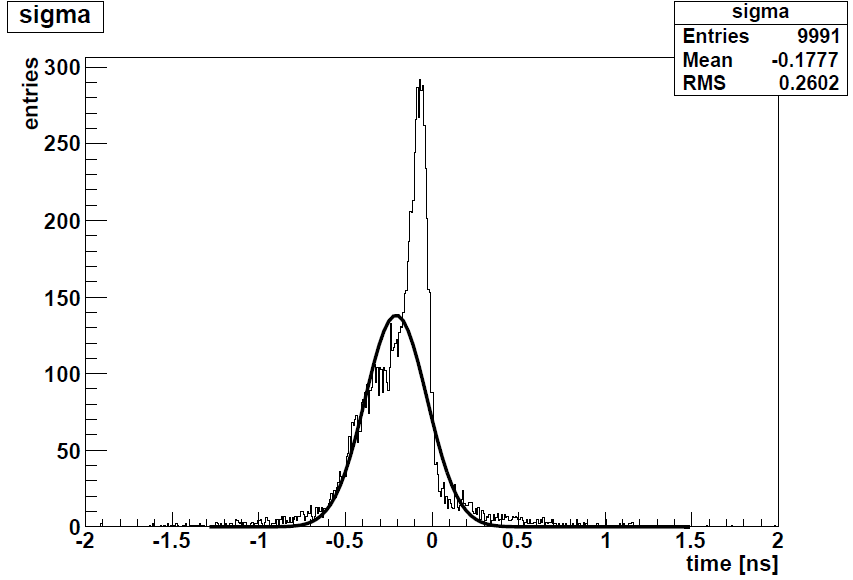 sigma
sigma
Entries 9991
Mean -0.1777
RMS 0.2602
entries
300
250
200
150
100
50
0
-2 -1.5 -1 -0.5 0 0.5 1 1.5 2
time [ns]